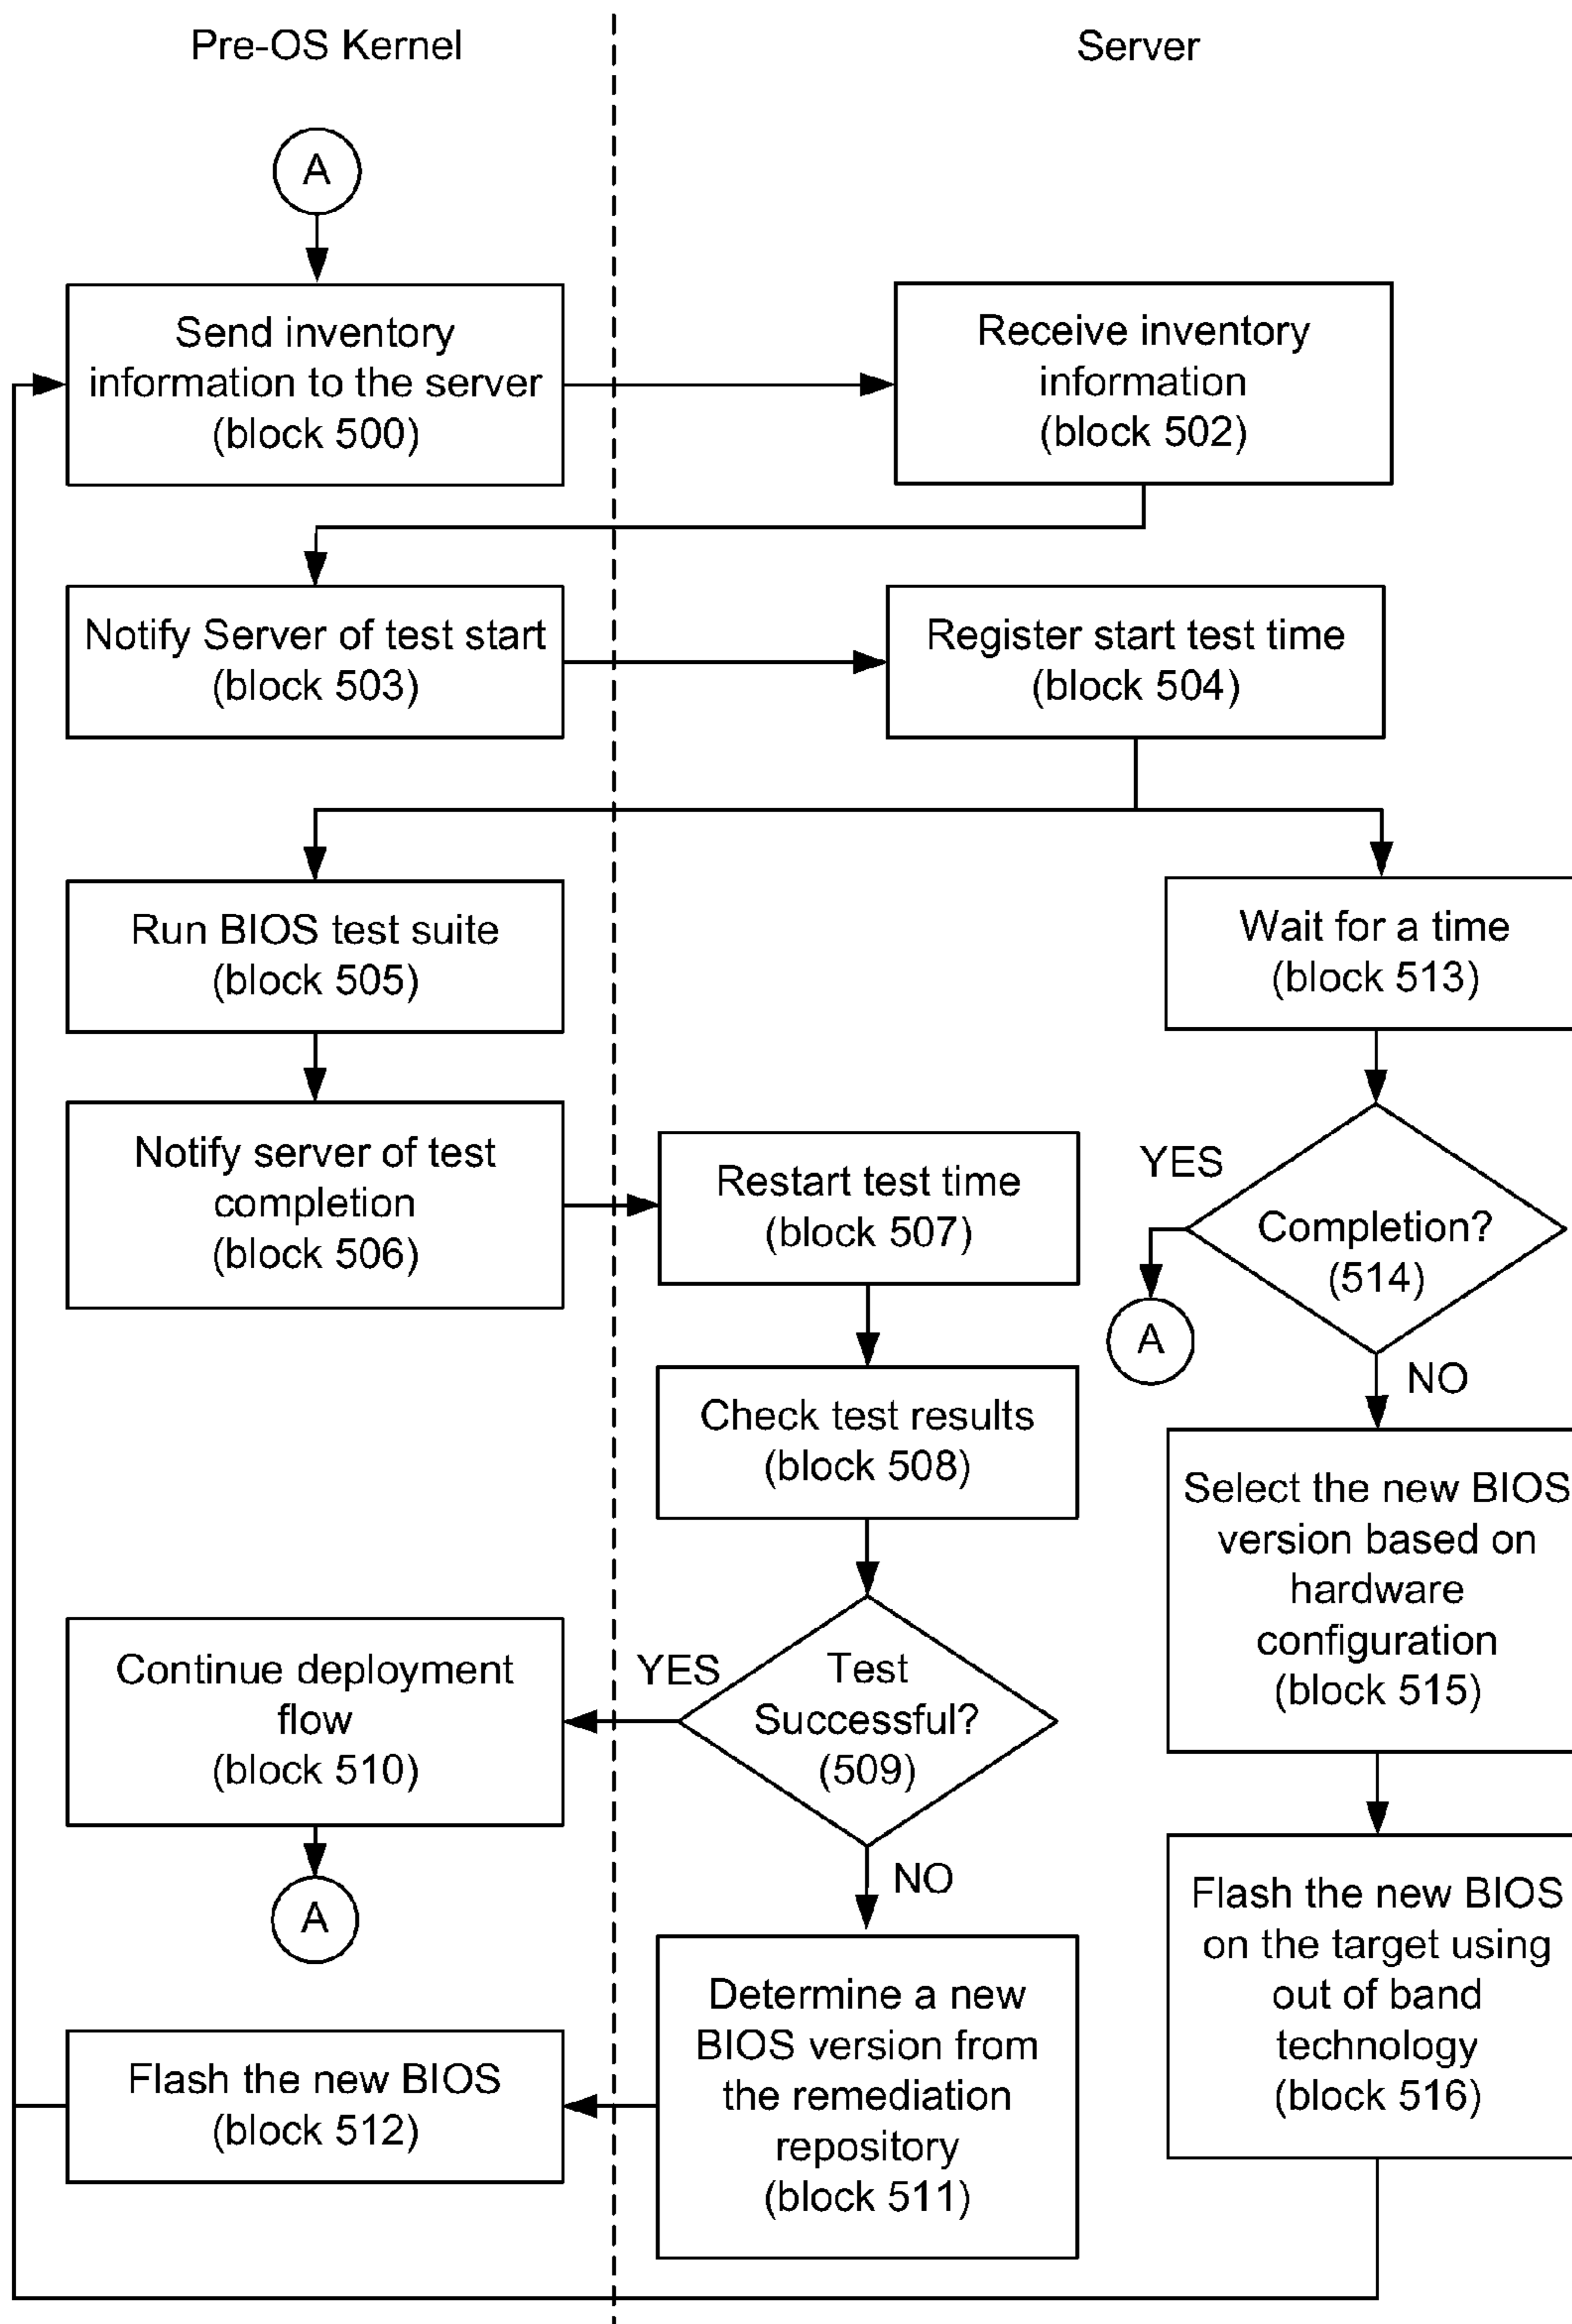 Pre-OS Kernel
Server
A
Send inventory
information to the server
(block 500)
Receive inventory
information
(block 502)
Notify Server of test start
(block 503)
Register start test time
(block 504)
Run BIOS test suite
(block 505)
Wait for a time
(block 513)
Notify server of test
completion
(block 506)
Restart test time
(block 507)
YES
Completion?
(514)
A
NO
Check test results
(block 508)
Select the new BIOS
version based on
hardware
configuration
(block 515)
Continue deployment
flow
(block 510)
YES
Test
Successful?
(509)
A
NO
Flash the new BIOS
on the target using
out of band
technology
(block 516)
Determine a new
BIOS version from
the remediation
repository
(block 511)
Flash the new BIOS
(block 512)